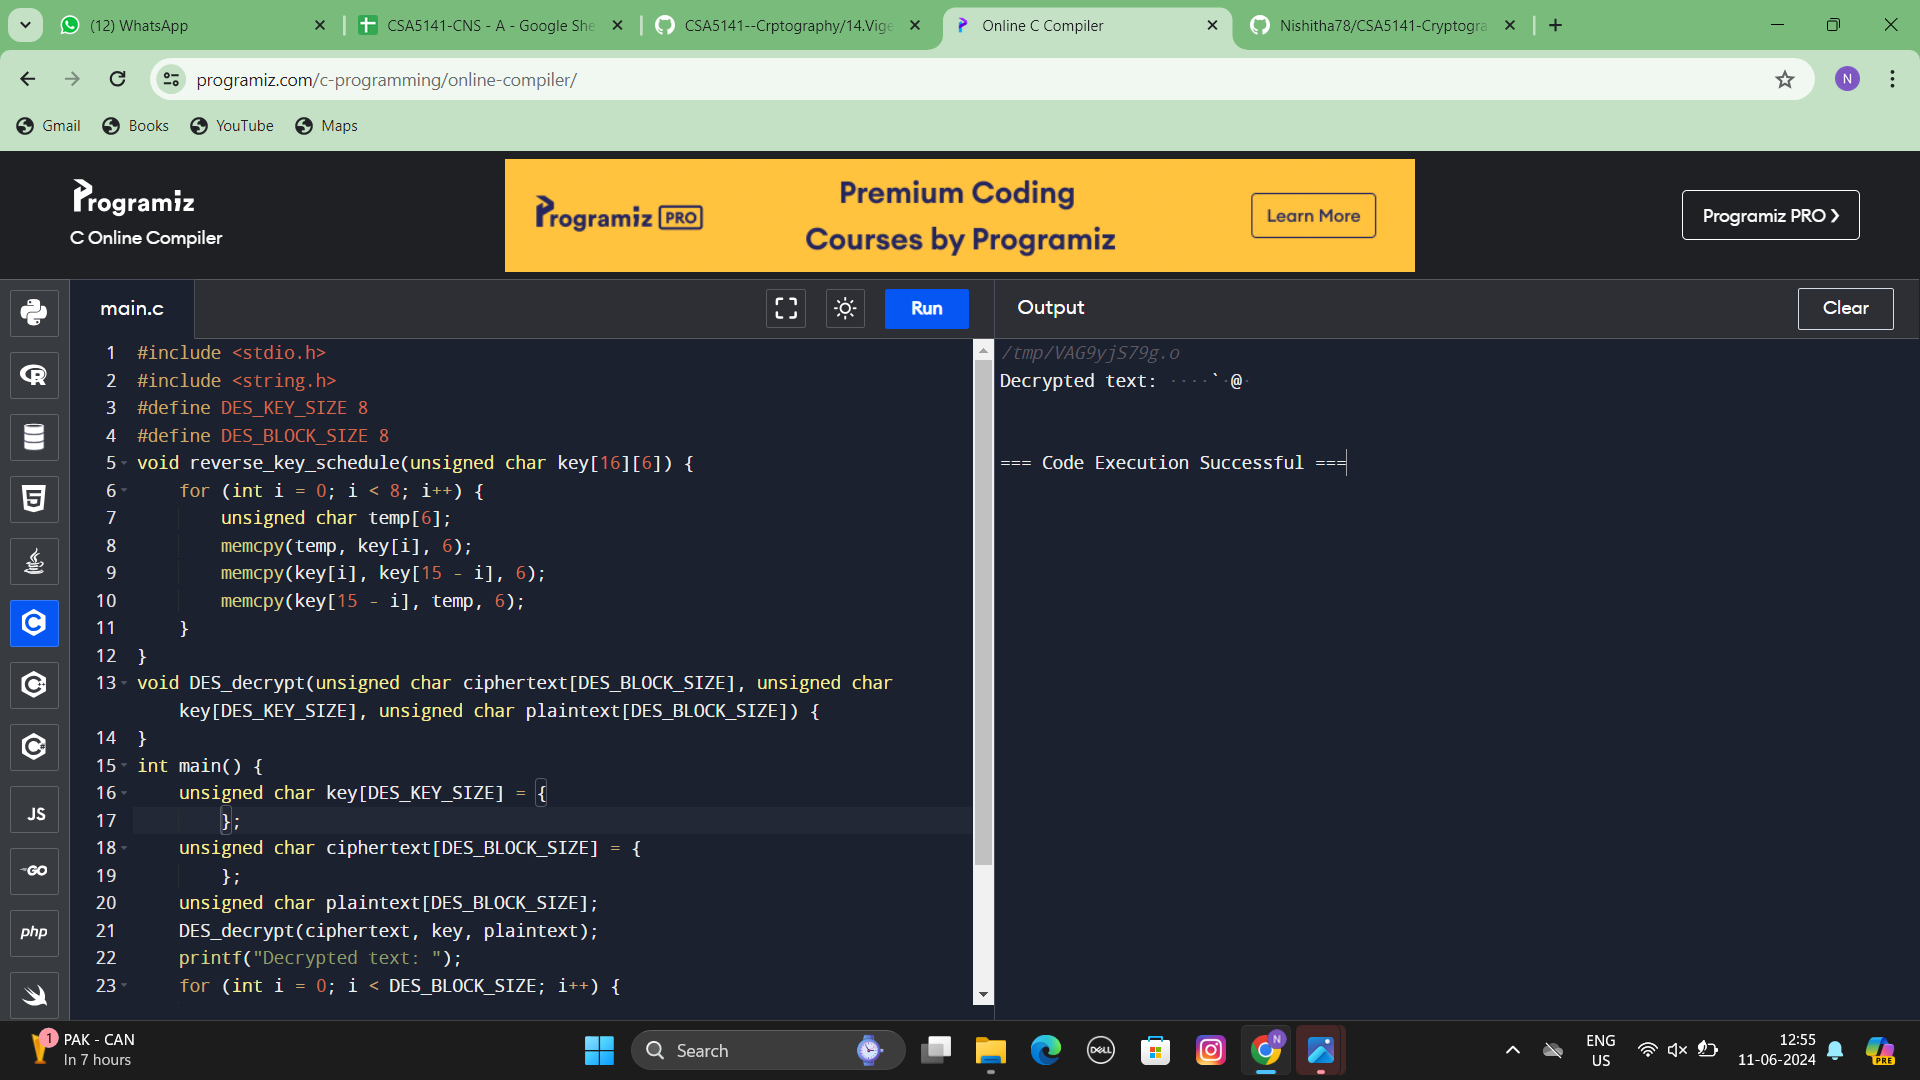 (12) WhatsApp
CSA5141-CNS - A - Google She
CSA5141--Crptography/14.Vige
Online C Compiler
Nishitha78/CSA5141-Cryptogra
programiz.com/c-programming/online-compiler/
N
Gmail
Books
YouTube
Maps
Programiz
C Online Compiler
Programiz PRO
Premium Coding
Courses by Programiz
Learn More
Programiz PRO ❯
main.c
Run
Output
Clear
1 #include <stdio.h>
2 #include <string.h>
3 #define DES_KEY_SIZE 8
4 #define DES_BLOCK_SIZE 8
5 void reverse_key_schedule(unsigned char key[16][6]) {
6     for (int i = 0; i < 8; i++) {
7         unsigned char temp[6];
8         memcpy(temp, key[i], 6);
9         memcpy(key[i], key[15 - i], 6);
10         memcpy(key[15 - i], temp, 6);
11     }
12 }
13 void DES_decrypt(unsigned char ciphertext[DES_BLOCK_SIZE], unsigned char
key[DES_KEY_SIZE], unsigned char plaintext[DES_BLOCK_SIZE]) {
14 }
15 int main() {
16     unsigned char key[DES_KEY_SIZE] = {
17         };
18     unsigned char ciphertext[DES_BLOCK_SIZE] = {
19         };
20     unsigned char plaintext[DES_BLOCK_SIZE];
21     DES_decrypt(ciphertext, key, plaintext);
22     printf("Decrypted text: ");
23     for (int i = 0; i < DES_BLOCK_SIZE; i++) {
/tmp/VAG9yjS79g.o
Decrypted text: ····`·@·
=== Code Execution Successful ===
JS
GO
php
1
PAK - CAN
In 7 hours
Search
DELL
N
ENG
US
12:55
11-06-2024
PRE